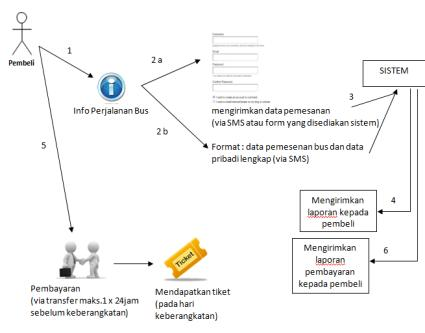 Pembeli
1
2 a
Info Perjalanan Bus
2 b
mengirimkan data pemesanan
(via SMS atau form yang disediakan sistem)
Format : data pemesenan bus dan data
pribadi lengkap (via SMS)
3
SISTEM
4
Mengirimkan
laporan kepada
pembeli
5
6
Mengirimkan
laporan
pembayaran
kepada pembeli
Pembayaran
(via transfer maks.1 x 24jam
sebelum keberangkatan)
Ticket
Mendapatkan tiket
(pada hari
keberangkatan)